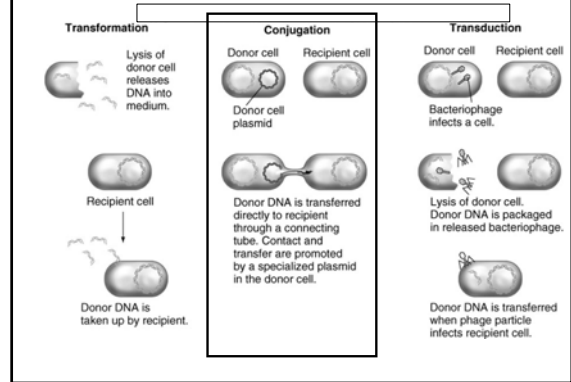 Transformation
Lysis of
donor cell
releases
DNA into
medium.
Recipient cell
Donor DNA is
taken up by recipient.
Conjugation
Donor cell
Recipient cell
Donor cell
plasmid
Donor DNA is transferred
directly to recipient
through a connecting
tube. Contact and
transfer are promoted
by a specialized plasmid
in the donor cell.
Transduction
Donor cell
Recipient cell
Bacteriophage
infects a cell.
Lysis of donor cell.
Donor DNA is packaged
in released bacteriophage.
Donor DNA is transferred
when phage particle
infects recipient cell.